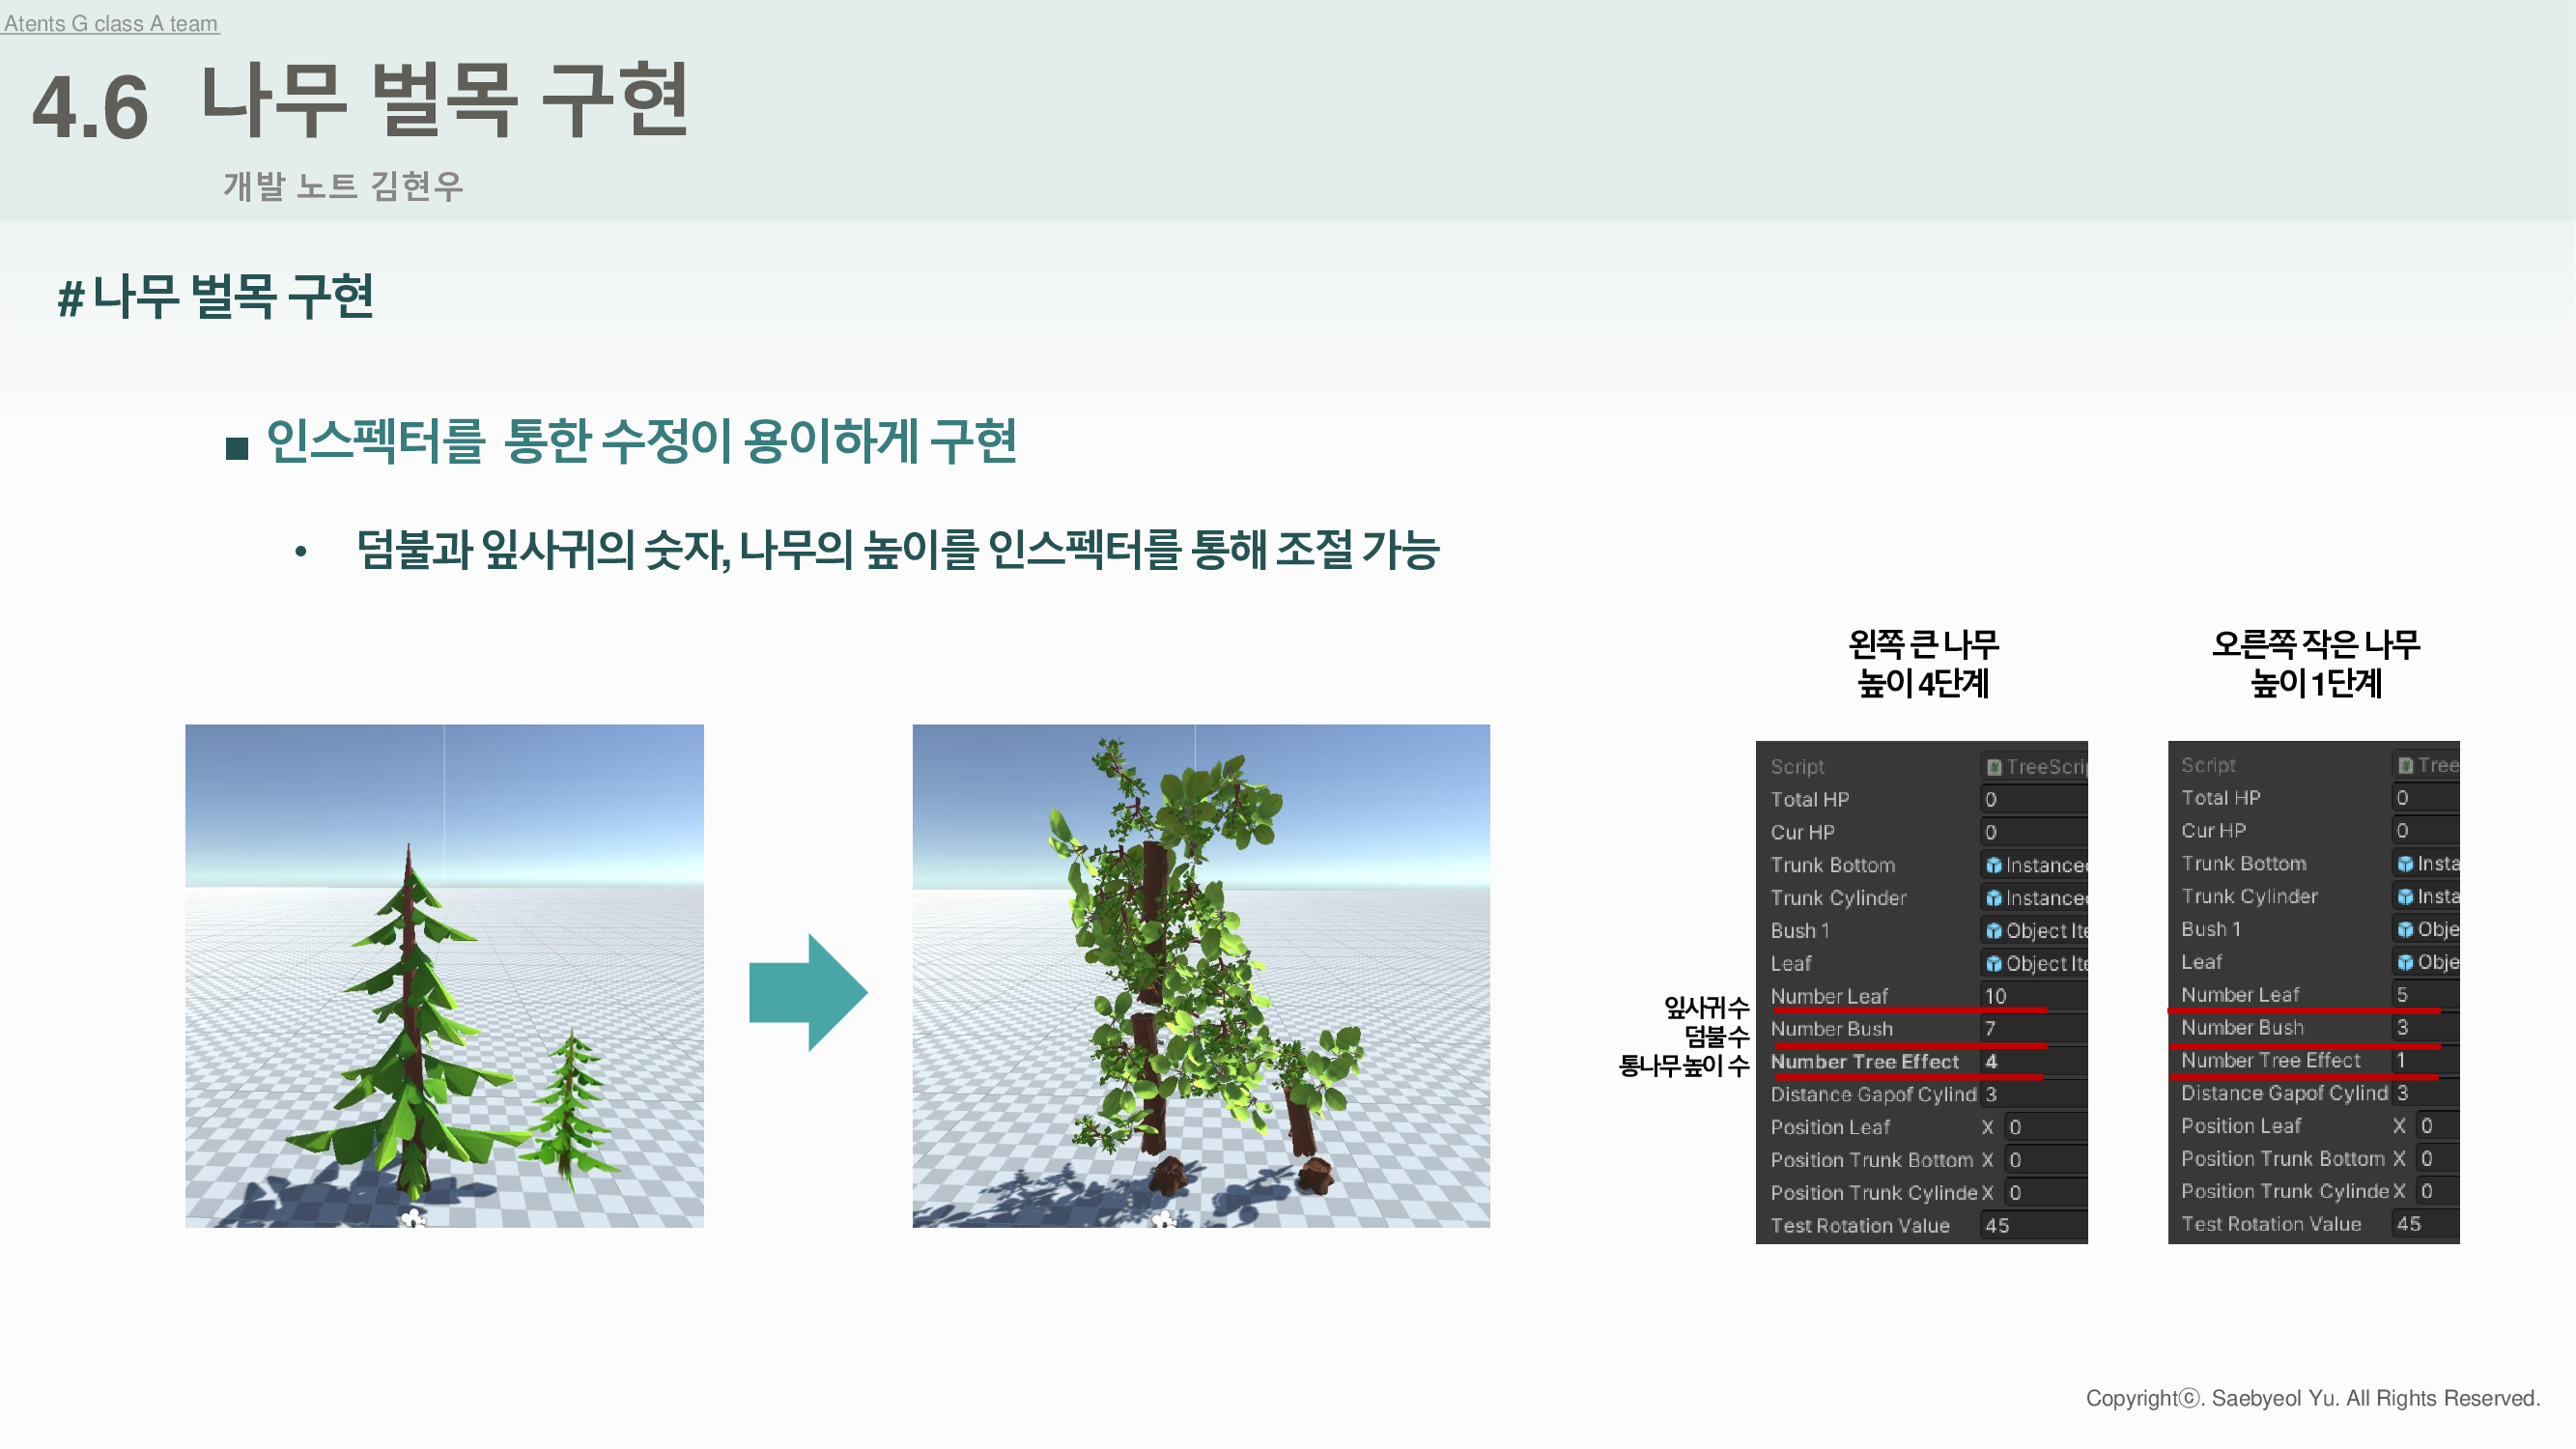 Atents G class A team
4.6 나무 벌목 구현
개발 노트 김현우
# 나무 벌목 구현
■ 인스펙터를 통한 수정이 용이하게 구현
• 덤불과 잎사귀의 숫자, 나무의 높이를 인스펙터를 통해 조절 가능
왼쪽 큰 나무
높이 4단계
오른쪽 작은 나무
높이 1단계
잎사귀 수
덤불 수
통나무 높이 수
Script TreeScri
Total HP 0
Cur HP 0
Trunk Bottom Instance
Trunk Cylinder Instance
Bush 1 Object Ite
Leaf Object Ite
Number Leaf 10
Number Bush 7
Number Tree Effect 4
Distance Gapof Cylind 3
Position Leaf X 0
Position Trunk Bottom X 0
Position Trunk Cylinde X 0
Test Rotation Value 45
Script Tree
Total HP 0
Cur HP 0
Trunk Bottom Insta
Trunk Cylinder Insta
Bush 1 Obje
Leaf Obje
Number Leaf 5
Number Bush 3
Number Tree Effect 1
Distance Gapof Cylind 3
Position Leaf X 0
Position Trunk Bottom X 0
Position Trunk Cylinde X 0
Test Rotation Value 45
Copyrightⓒ. Saebyeol Yu. All Rights Reserved.